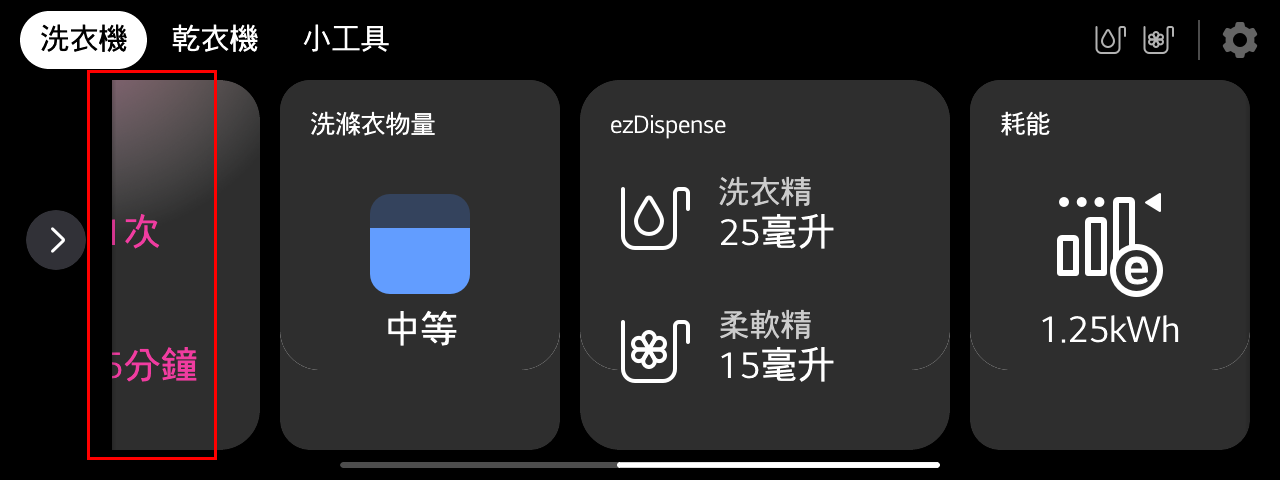 洗衣機 乾衣機 小工具
1次
5分鐘
洗滌衣物量
中等
ezDispense
洗衣精
25毫升
柔軟精
15毫升
耗能
e
1.25kWh